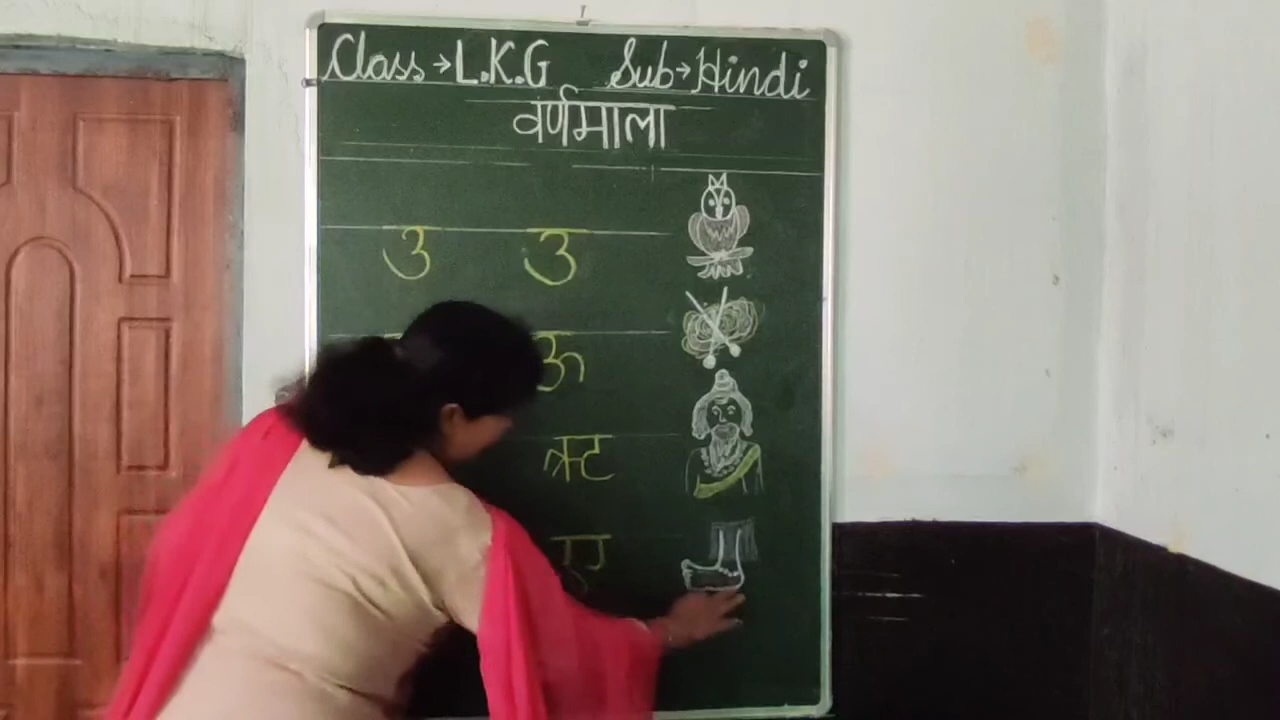 Class→L.K.G Sub→Hindi
वर्णमाला
उ उ
ऊ
ऋ
ए